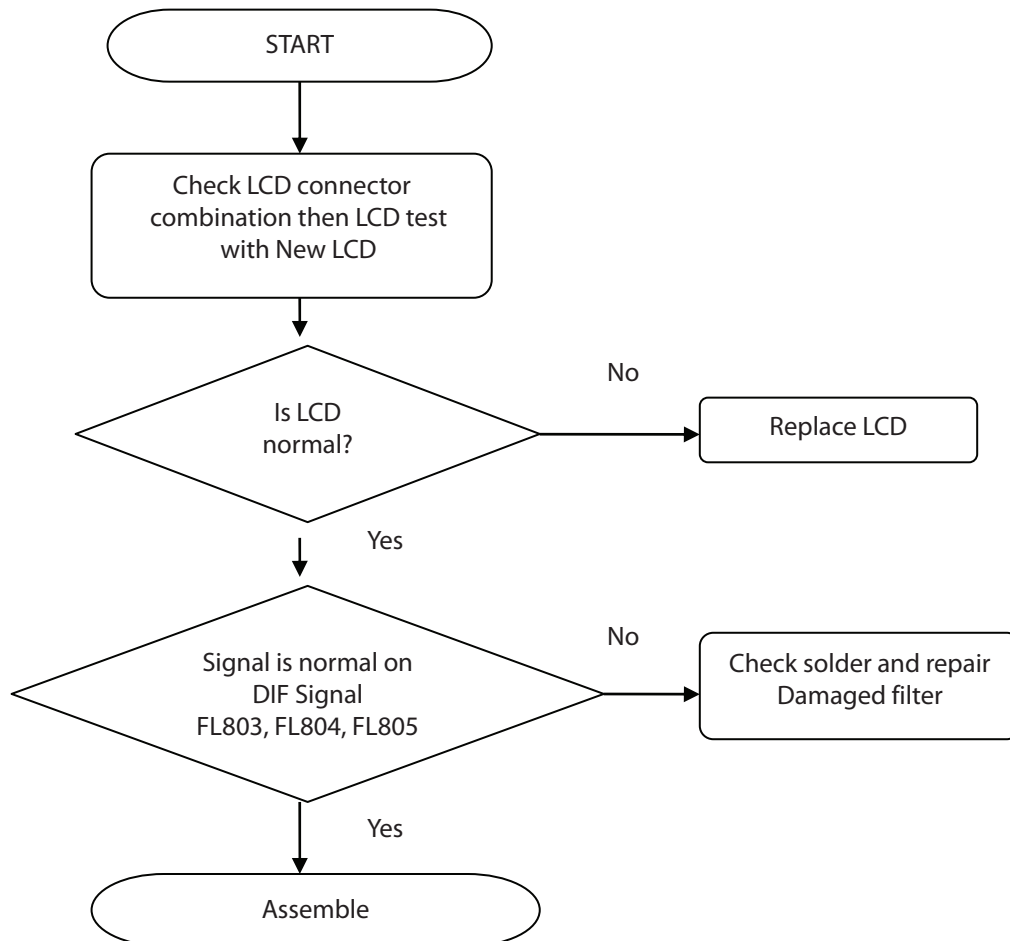 START
Check LCD connector
combination then LCD test
with New LCD
No
Is LCD
normal?
Replace LCD
Yes
No
Signal is normal on
DIF Signal
FL803, FL804, FL805
Check solder and repair
Damaged filter
Yes
Assemble